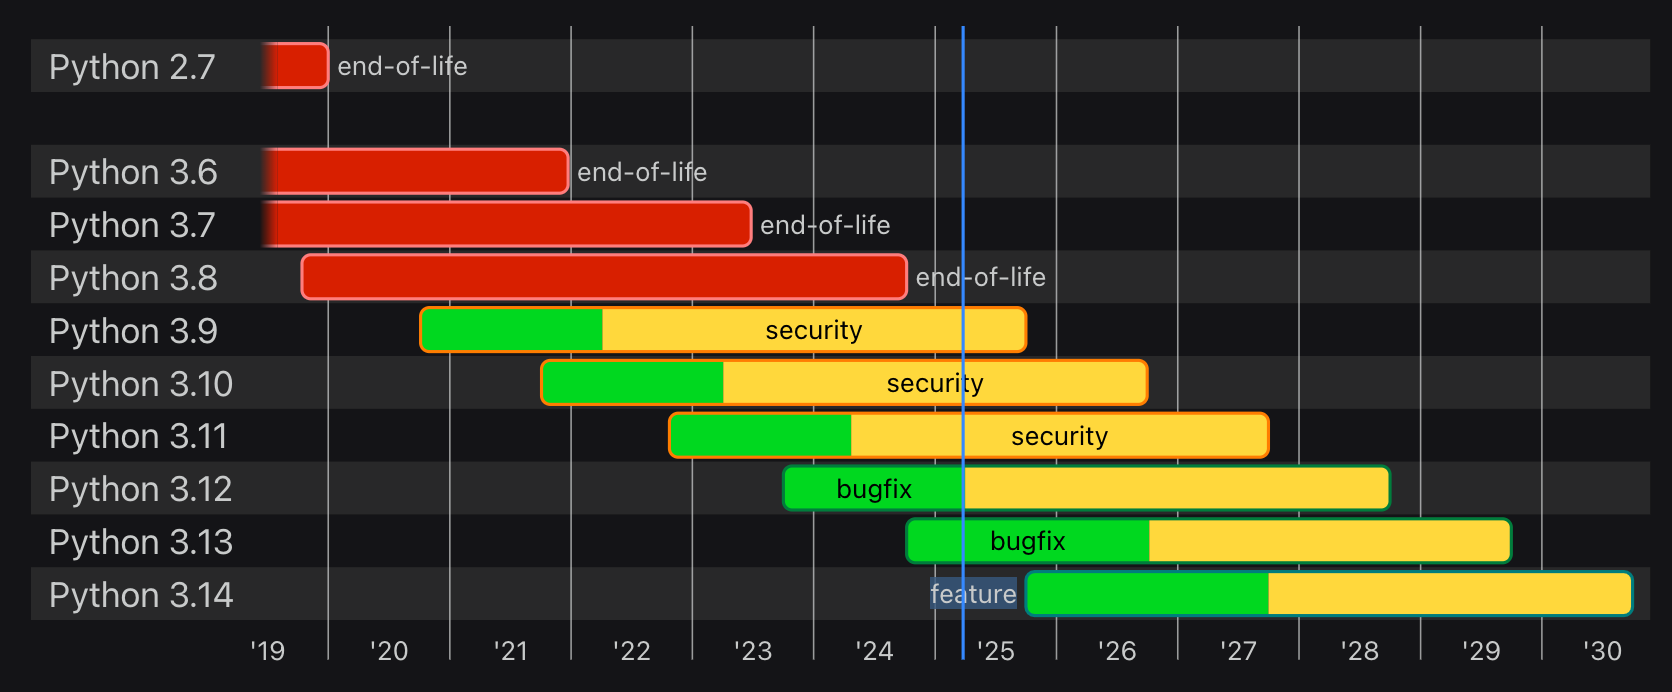 Python 2.7 end-of-life
Python 3.6 end-of-life
Python 3.7 end-of-life
Python 3.8 end-of-life
Python 3.9 security
Python 3.10 security
Python 3.11 security
Python 3.12 bugfix
Python 3.13 bugfix
Python 3.14 feature
'19 '20 '21 '22 '23 '24 '25 '26 '27 '28 '29 '30